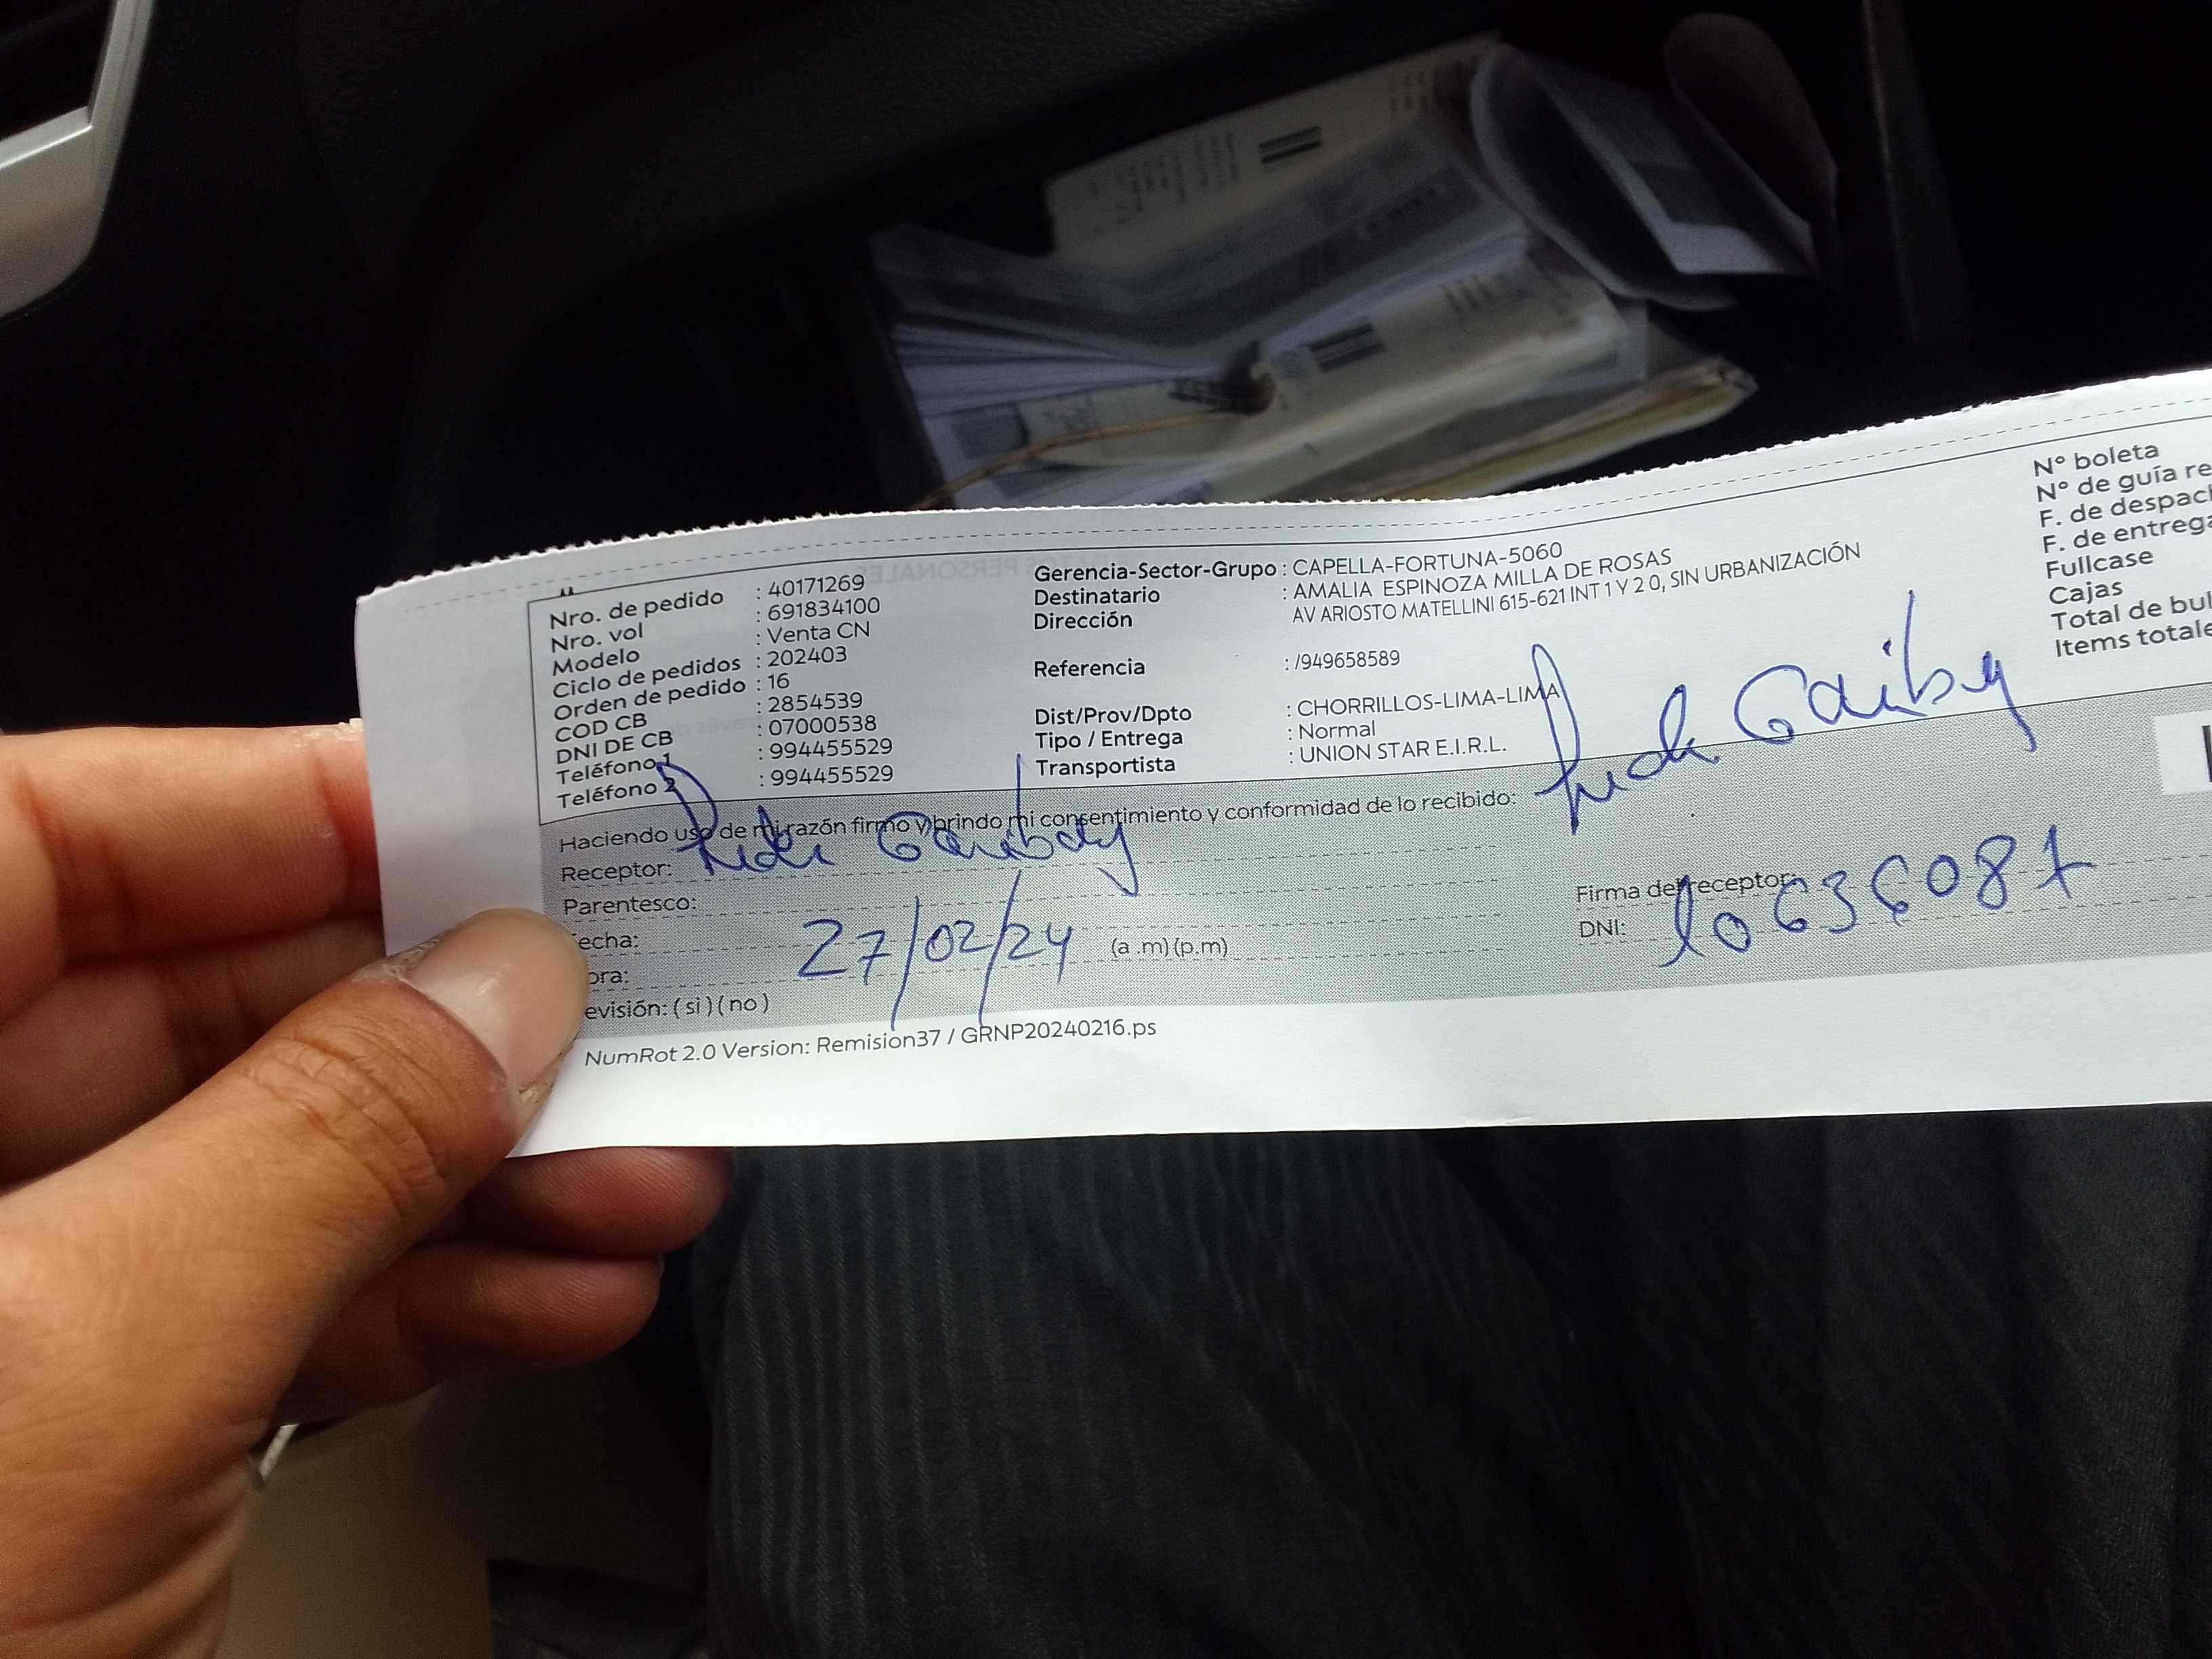 Nro. de pedido : 40171269
Nro. vol : 691834100
Modelo : Venta CN
Ciclo de pedidos : 202403
Orden de pedido : 16
COD CB : 2854539
DNI DE CB : 07000538
Teléfono 1 : 994455529
Teléfono 2 : 994455529
Gerencia-Sector-Grupo : CAPELLA-FORTUNA-5060
Destinatario : AMALIA ESPINOZA MILLA DE ROSAS
Dirección AV ARIOSTO MATELLINI 615-621 INT 1 Y 2 0, SIN URBANIZACIÓN
Referencia : /949658589
Dist/Prov/Dpto : CHORRILLOS-LIMA-LIMA
Tipo / Entrega : Normal
Transportista : UNION STAR E.I.R.L.
N° boleta
N° de guía re
F. de despach
F. de entrega
Fullcase
Cajas
Total de bul
Items totale
Haciendo uso de mi razón firmo y brindo mi consentimiento y conformidad de lo recibido:
Receptor:
Parentesco:
echa: 27/02/24
ora: (a .m) (p.m)
evisión: ( si ) ( no )
Firma del receptor:
DNI: 10636087
NumRot 2.0 Version: Remision37 / GRNP20240216.ps